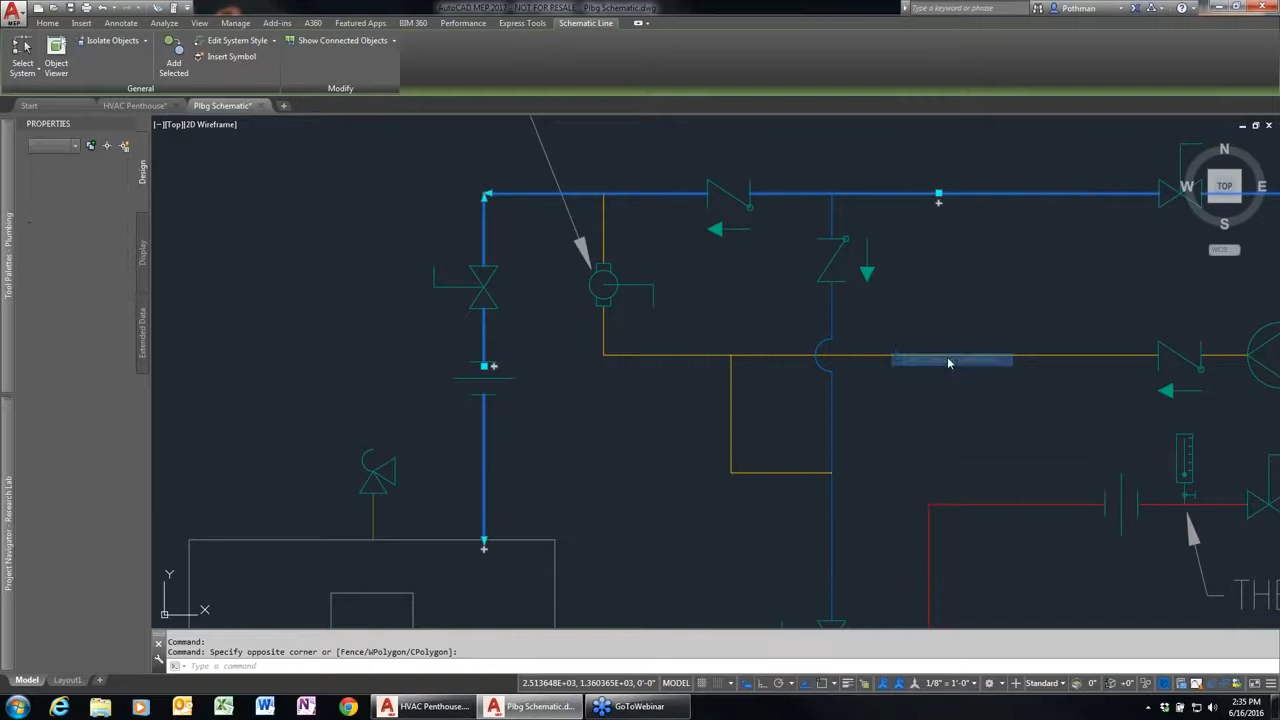 AutoCAD MEP 2017 - NOT FOR RESALE   Plbg Schematic.dwg
Type a keyword or phrase
Pothman
MEP
Home Insert Annotate Analyze View Manage Add-ins A360 Featured Apps BIM 360 Performance Express Tools Schematic Line
Isolate Objects
Edit System Style
Show Connected Objects
Insert Symbol
Select System
Object Viewer
Add Selected
General
Modify
Start
HVAC Penthouse*
Plbg Schematic*
PROPERTIES
[−][Top][2D Wireframe]
Design
Display
Extended Data
Tool Palettes - Plumbing
Project Navigator - Research Lab
N
W
TOP
E
S
WCS
Y
X
THE
Command:
Command: Specify opposite corner or [Fence/WPolygon/CPolygon]:
Type a command
Model
Layout1
2.513648E+03, 1.360365E+03, 0'-0"
MODEL
1/8" = 1'-0"
Standard
0"
+0"
HVAC Penthouse....
Plbg Schematic.d...
GoToWebinar
2:35 PM
6/16/2016